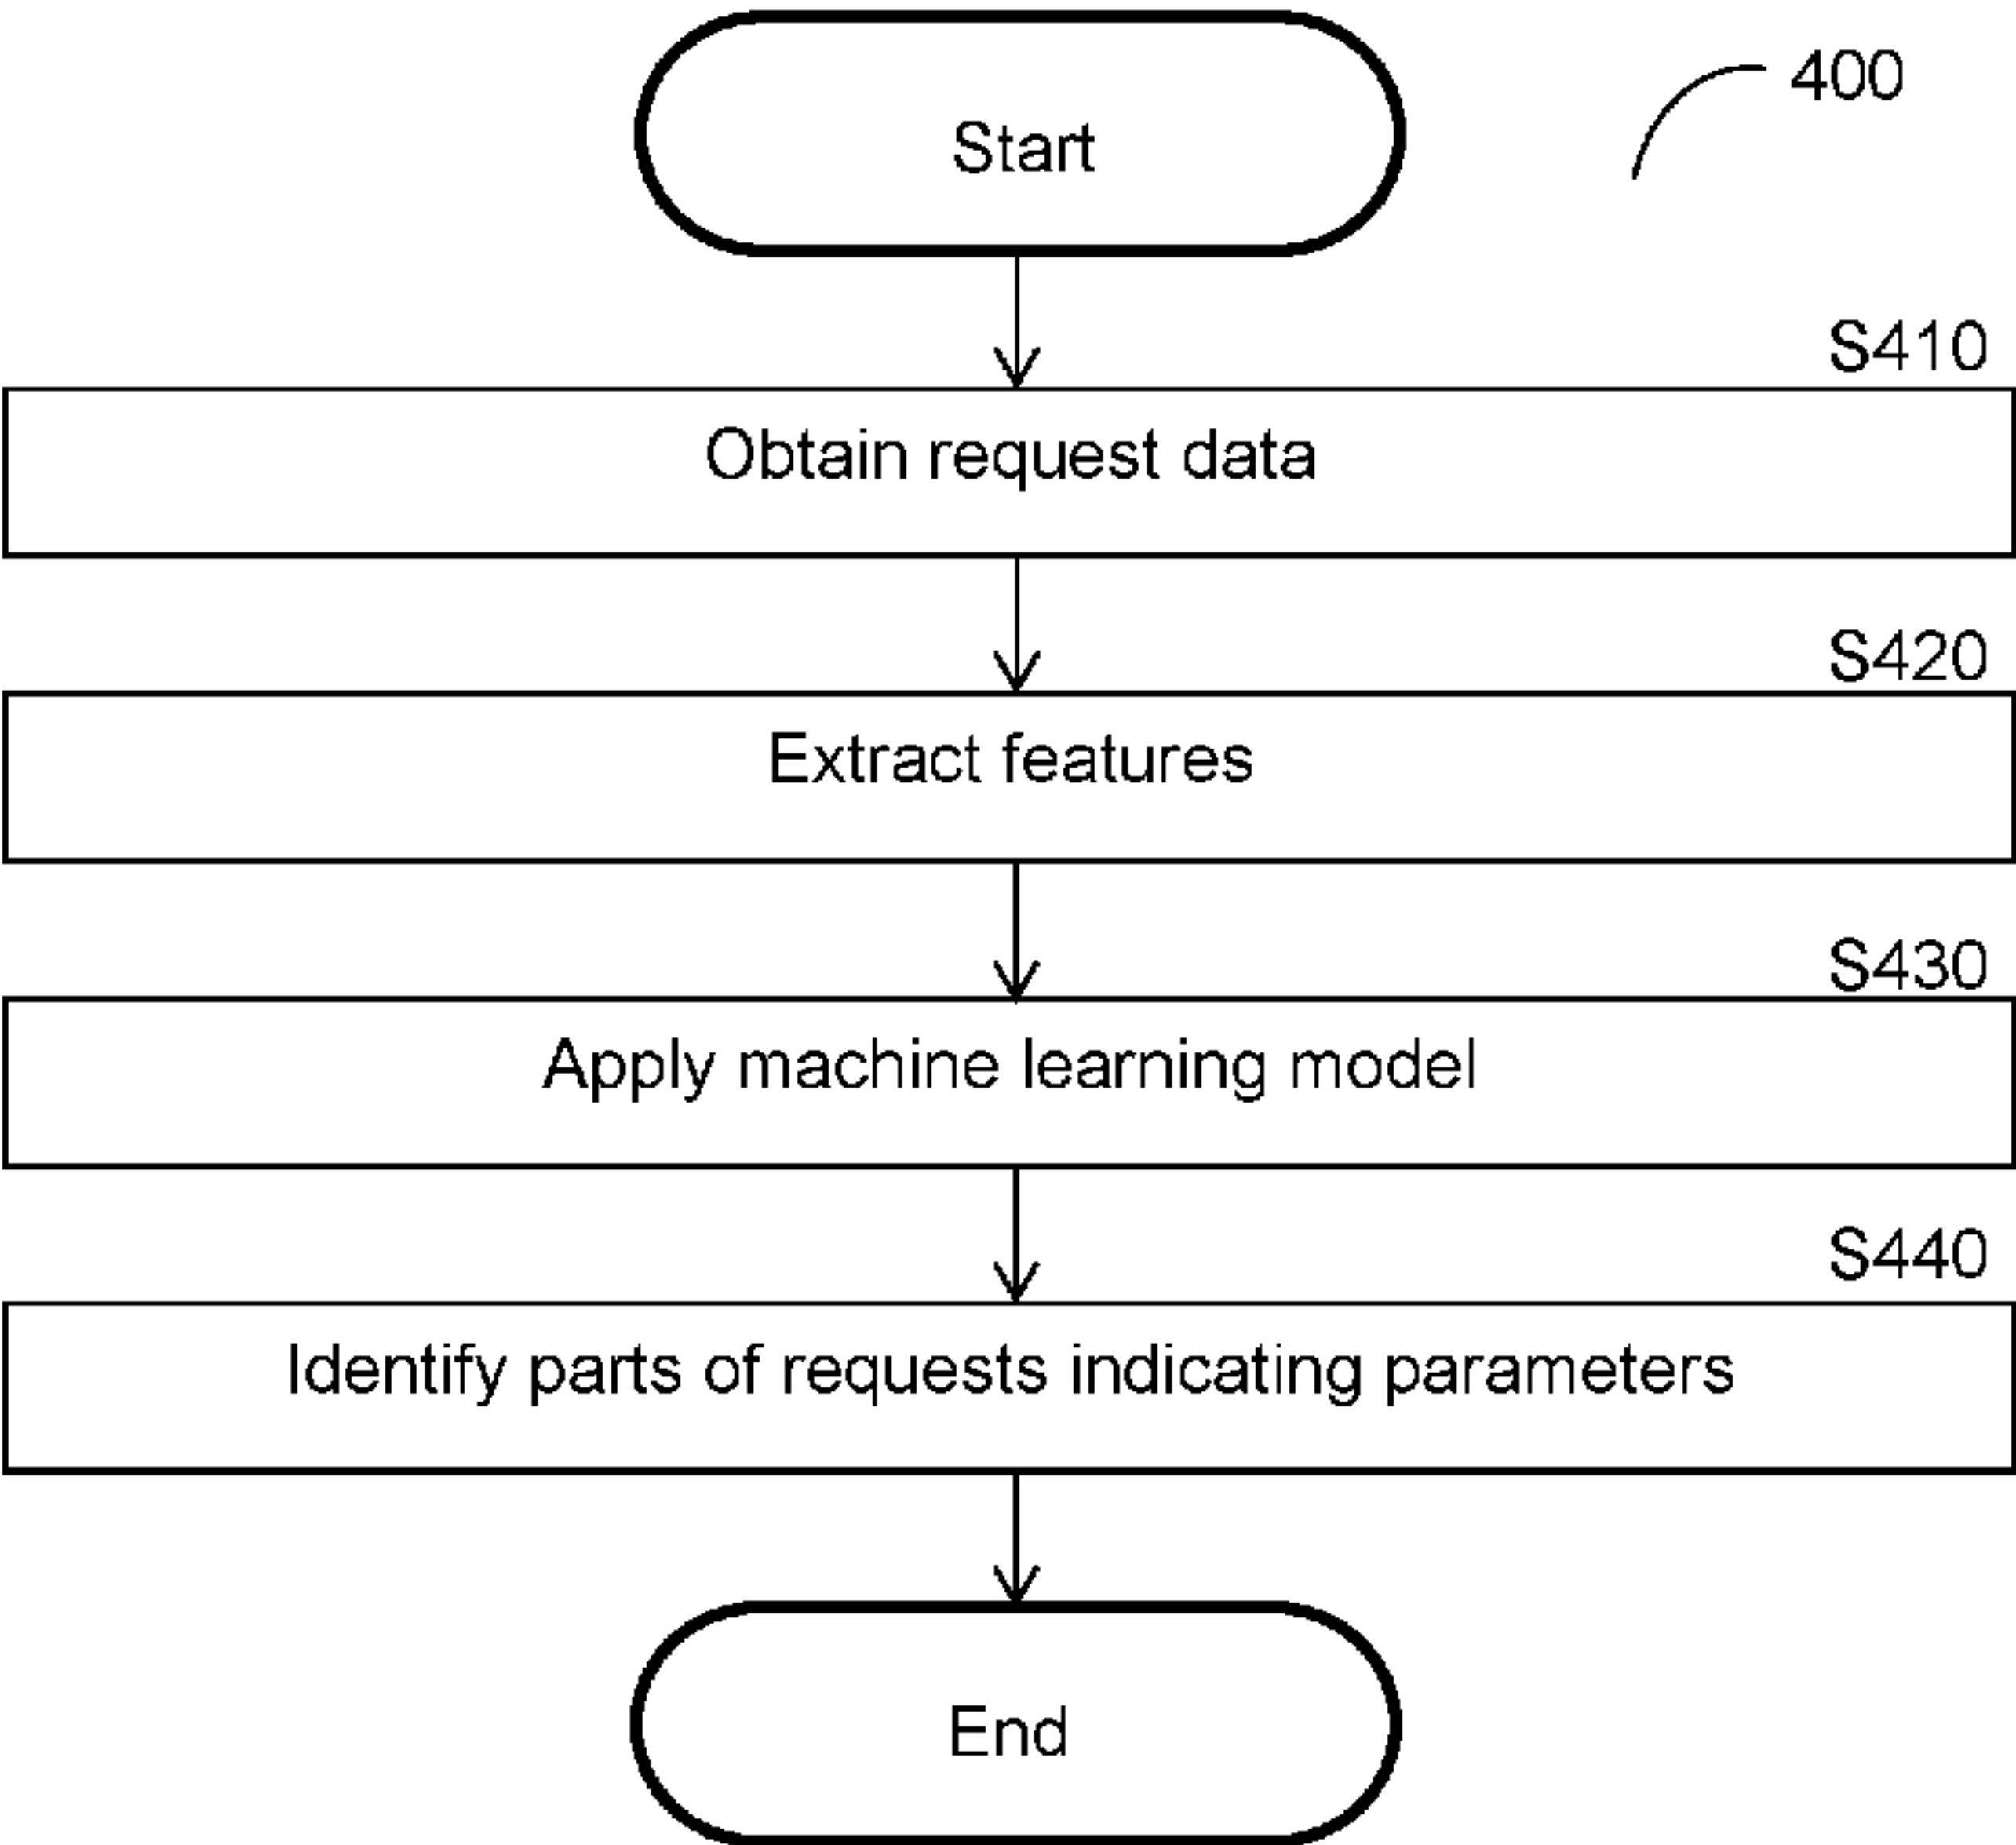 Start
400
S410
Obtain request data
S420
Extract features
S430
Apply machine learning model
S440
Identify parts of requests indicating parameters
End